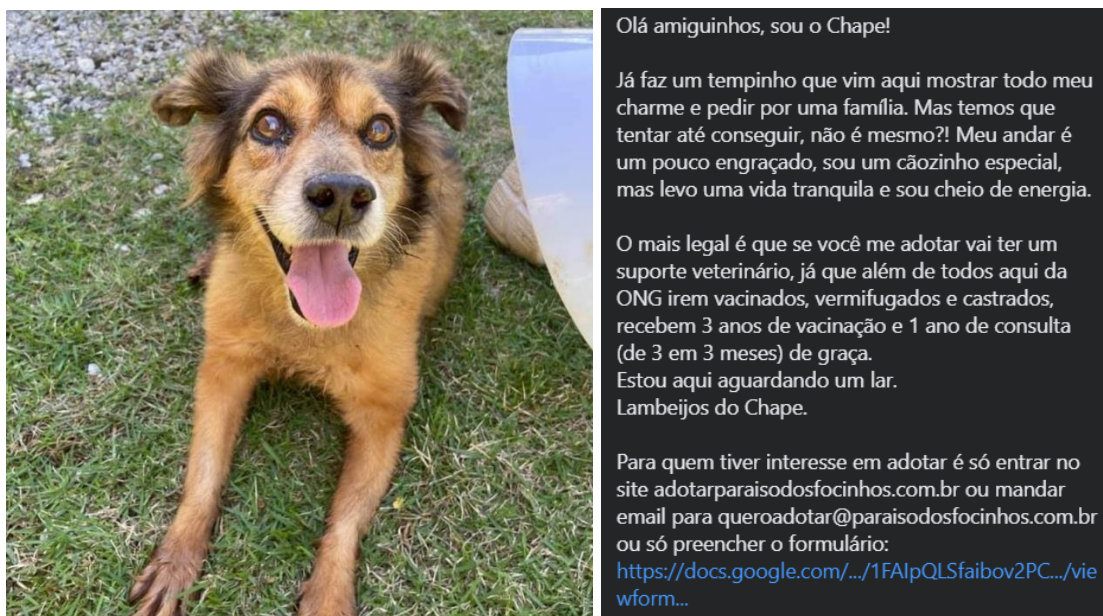 Olá amiguinhos, sou o Chape!
Já faz um tempinho que vim aqui mostrar todo meu
charme e pedir por uma família. Mas temos que
tentar até conseguir, não é mesmo?! Meu andar é
um pouco engraçado, sou um cãozinho especial,
mas levo uma vida tranquila e sou cheio de energia.
O mais legal é que se você me adotar vai ter um
suporte veterinário, já que além de todos aqui da
ONG irem vacinados, vermifugados e castrados,
recebem 3 anos de vacinação e 1 ano de consulta
(de 3 em 3 meses) de graça.
Estou aqui aguardando um lar.
Lambeijos do Chape.
Para quem tiver interesse em adotar é só entrar no
site adotarparaisodosfocinhos.com.br ou mandar
email para queroadotar@paraisodosfocinhos.com.br
ou só preencher o formulário:
https://docs.google.com/.../1FAIpQLSfaibov2PC.../vie
wform...